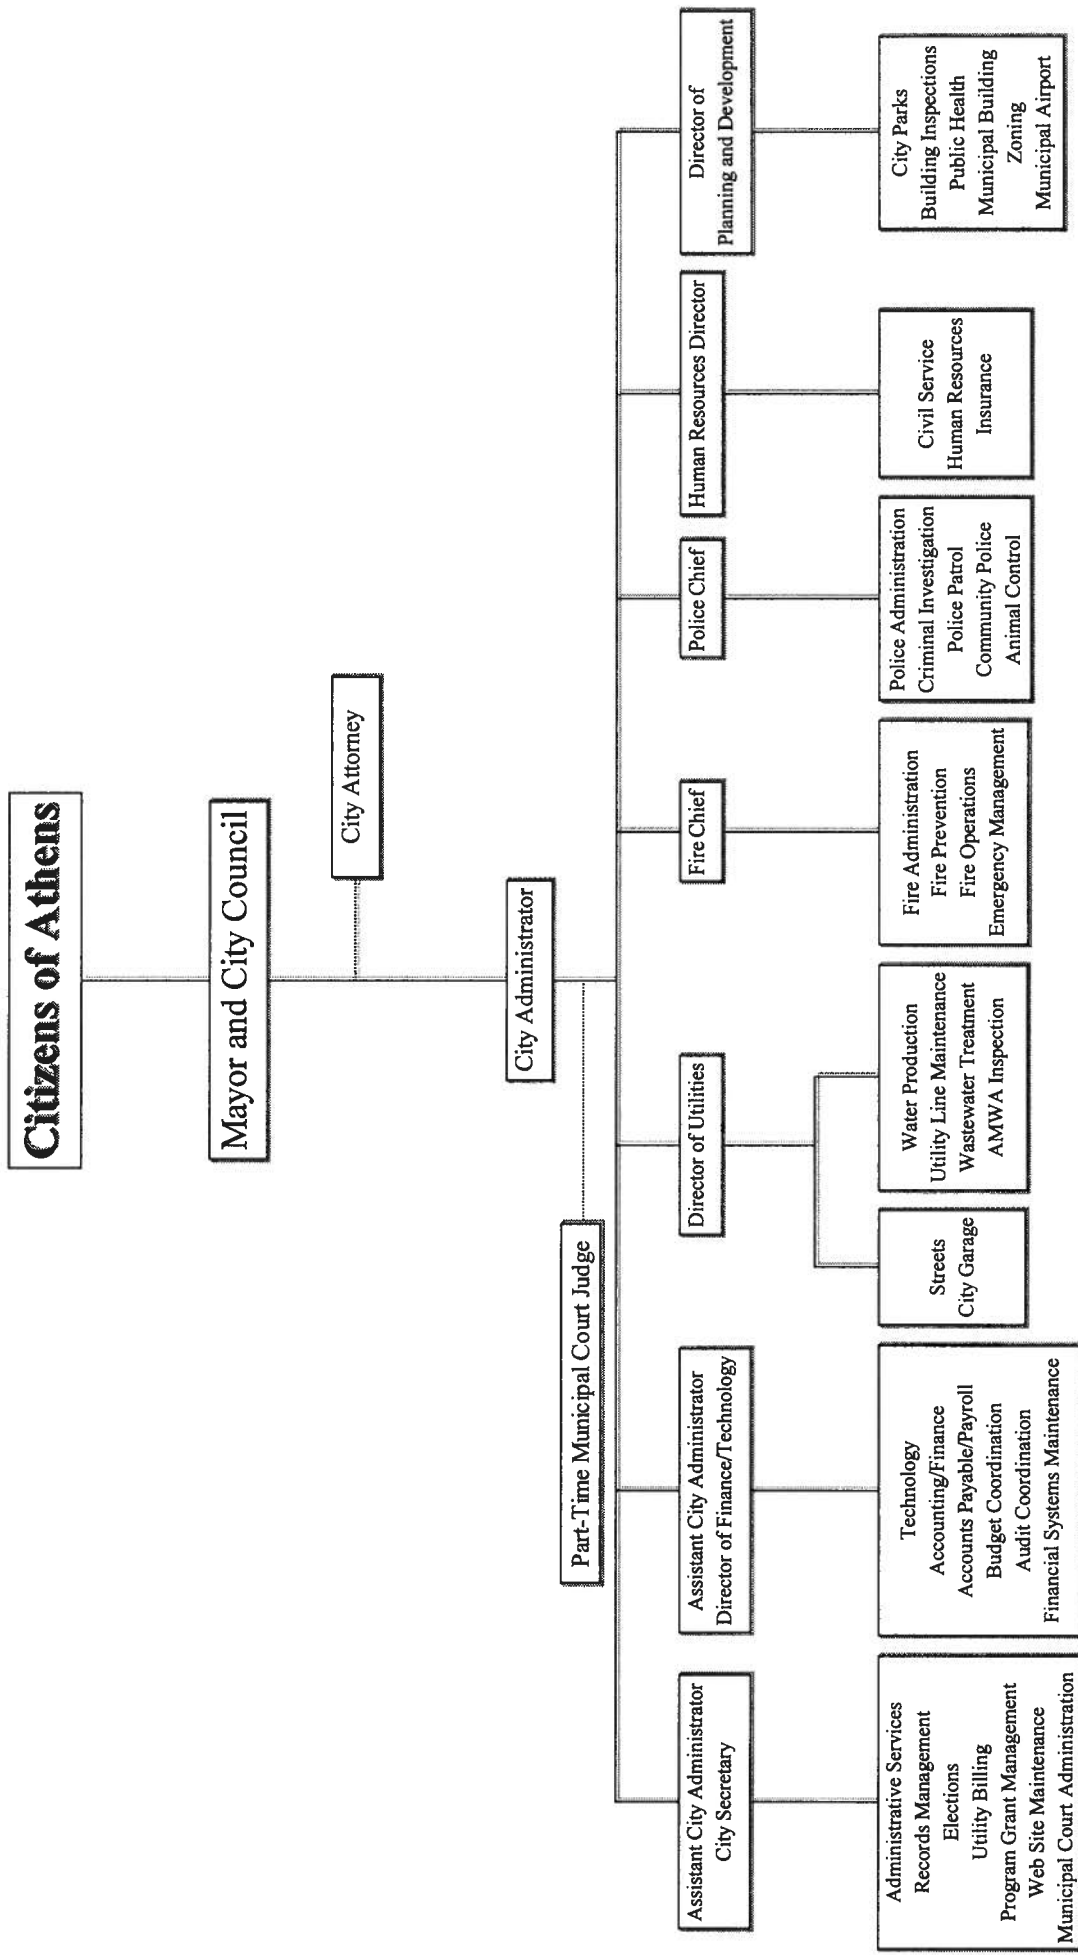 Citizens of Athens
Mayor and City Council
City Attorney
City Administrator
Part-Time Municipal Court Judge
Assistant City Administrator
City Secretary
Assistant City Administrator
Director of Finance/Technology
Director of Utilities
Fire Chief
Police Chief
Human Resources Director
Director of
Planning and Development
Administrative Services
Records Management
Elections
Utility Billing
Program Grant Management
Web Site Maintenance
Municipal Court Administration
Technology
Accounting/Finance
Accounts Payable/Payroll
Budget Coordination
Audit Coordination
Financial Systems Maintenance
Streets
City Garage
Water Production
Utility Line Maintenance
Wastewater Treatment
AMWA Inspection
Fire Administration
Fire Prevention
Fire Operations
Emergency Management
Police Administration
Criminal Investigation
Police Patrol
Community Police
Animal Control
Civil Service
Human Resources
Insurance
City Parks
Building Inspections
Public Health
Municipal Building
Zoning
Municipal Airport